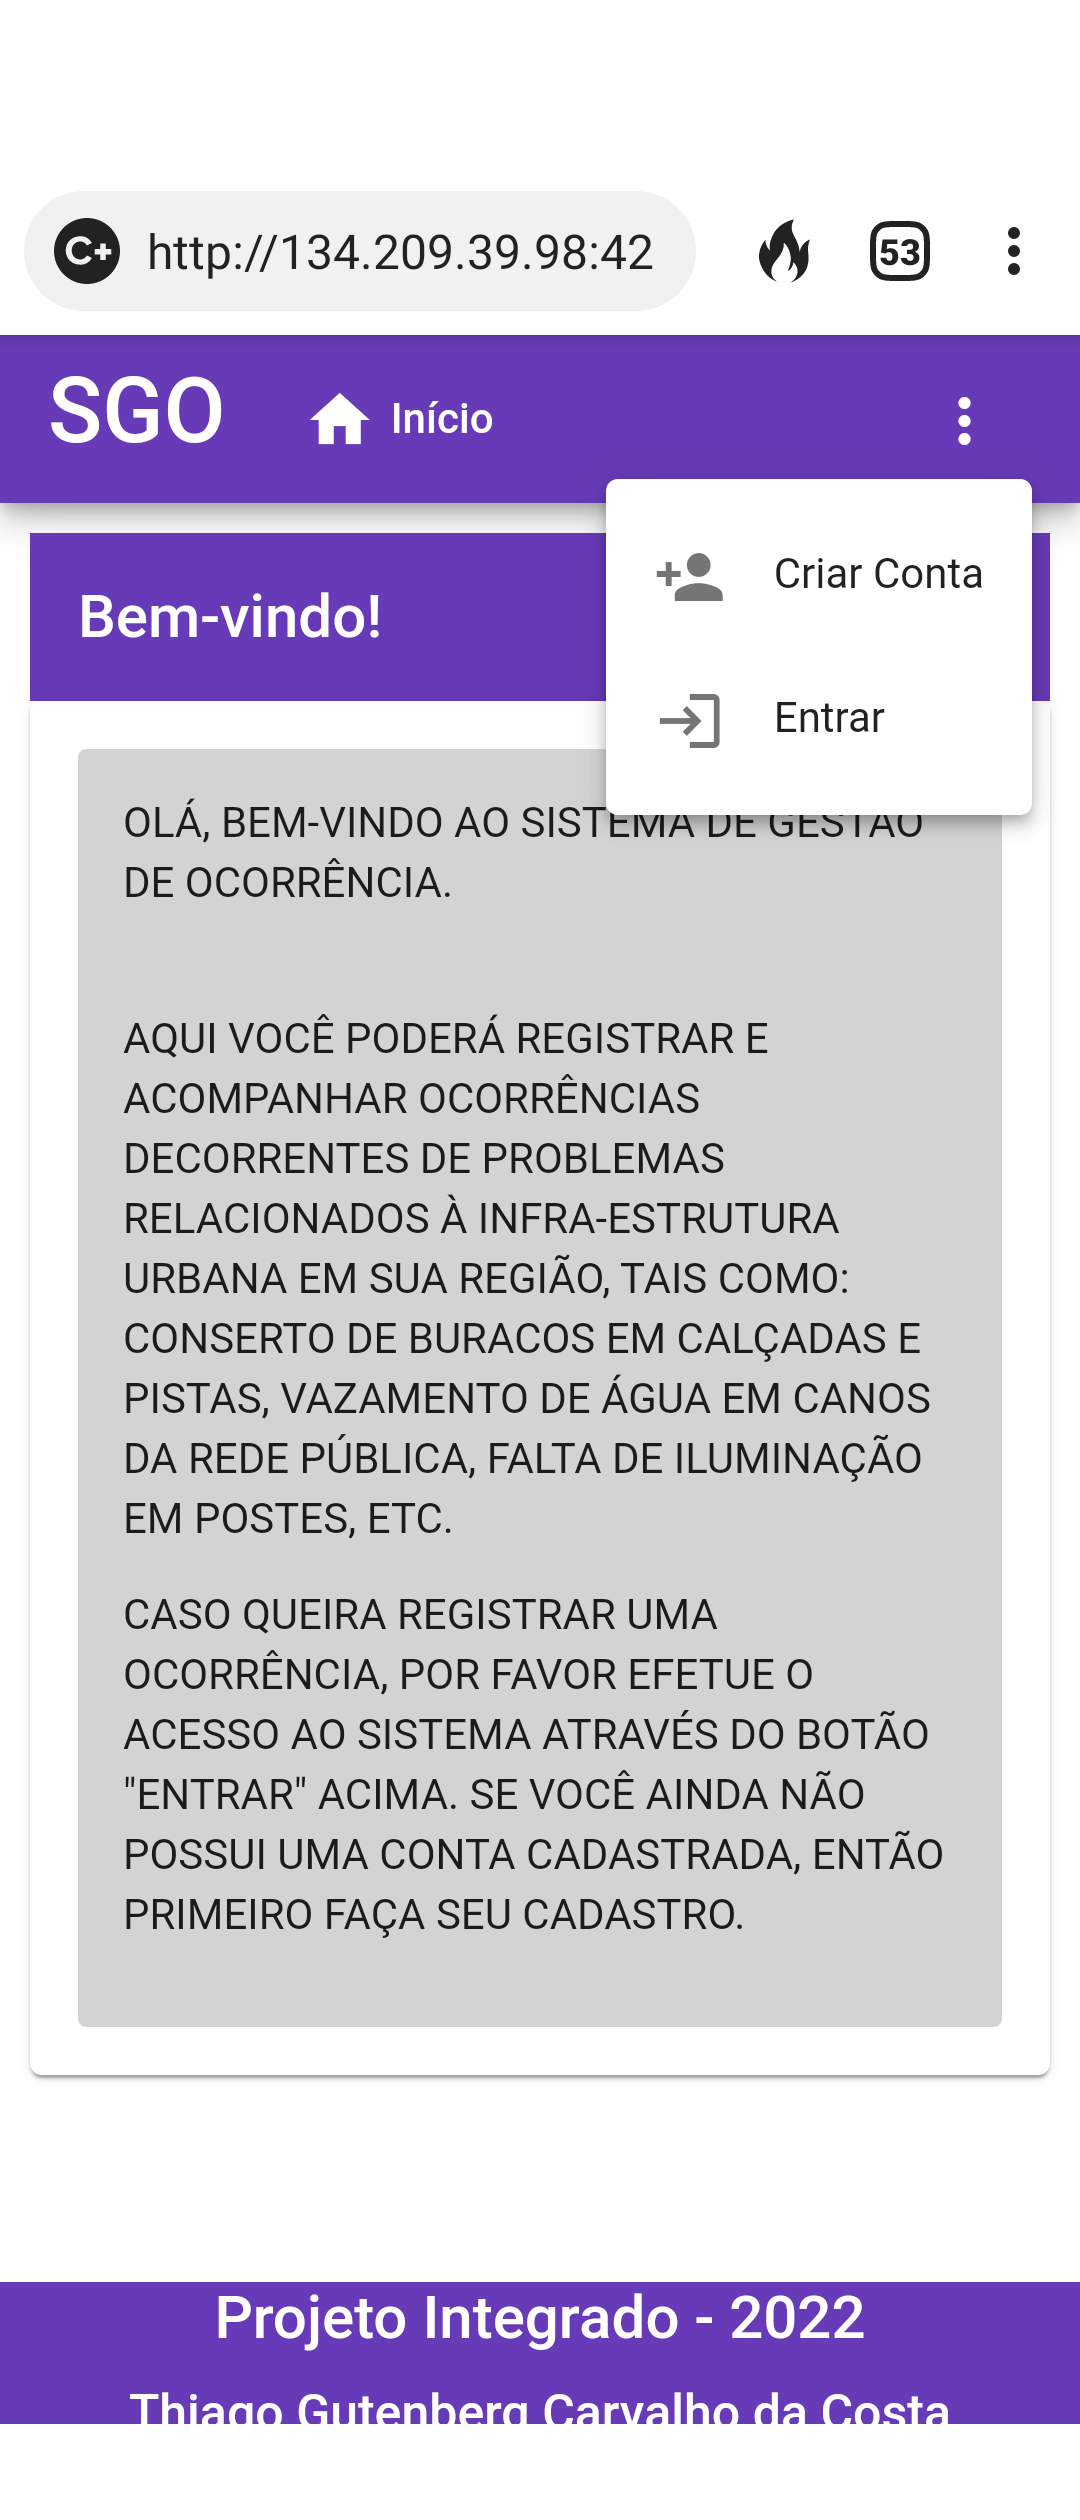 http://134.209.39.98:42
53
SGO
Início
Criar Conta
Bem-vindo!
Entrar
OLÁ, BEM-VINDO AO SISTEMA DE GESTÃO
DE OCORRÊNCIA.
AQUI VOCÊ PODERÁ REGISTRAR E
ACOMPANHAR OCORRÊNCIAS
DECORRENTES DE PROBLEMAS
RELACIONADOS À INFRA-ESTRUTURA
URBANA EM SUA REGIÃO, TAIS COMO:
CONSERTO DE BURACOS EM CALÇADAS E
PISTAS, VAZAMENTO DE ÁGUA EM CANOS
DA REDE PÚBLICA, FALTA DE ILUMINAÇÃO
EM POSTES, ETC.
CASO QUEIRA REGISTRAR UMA
OCORRÊNCIA, POR FAVOR EFETUE O
ACESSO AO SISTEMA ATRAVÉS DO BOTÃO
"ENTRAR" ACIMA. SE VOCÊ AINDA NÃO
POSSUI UMA CONTA CADASTRADA, ENTÃO
PRIMEIRO FAÇA SEU CADASTRO.
Projeto Integrado - 2022
Thiago Gutenberg Carvalho da Costa